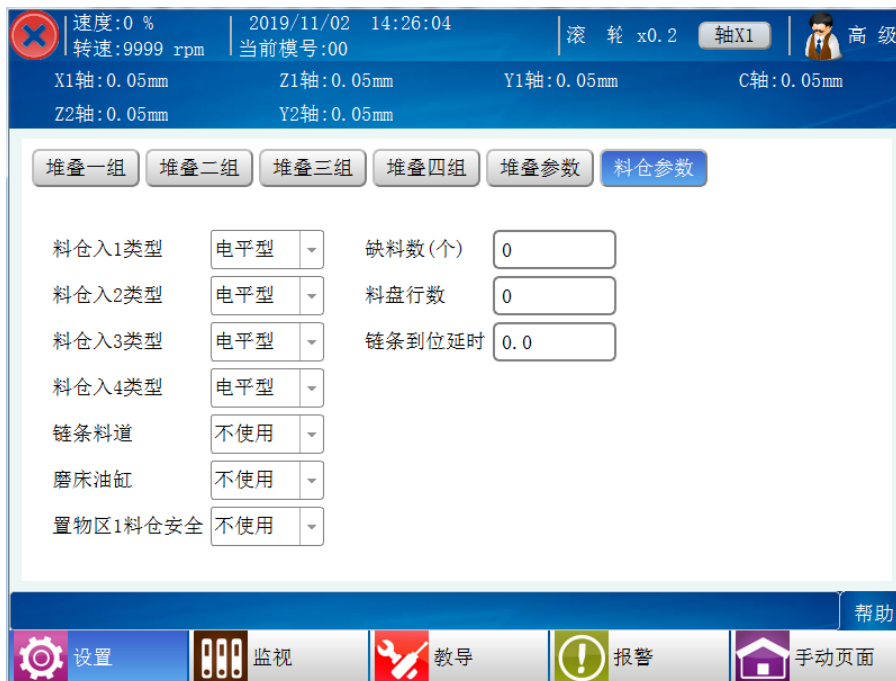 速度:0 % 2019/11/02 14:26:04
转速:9999 rpm 当前模号:00 滚 轮 x0.2 轴X1 高 级
X1轴:0.05mm Z1轴:0.05mm Y1轴:0.05mm C轴:0.05mm
Z2轴:0.05mm Y2轴:0.05mm
堆叠一组 堆叠二组 堆叠三组 堆叠四组 堆叠参数 料仓参数
料仓入1类型 电平型 缺料数(个) 0
料仓入2类型 电平型 料盘行数 0
料仓入3类型 电平型 链条到位延时 0.0
料仓入4类型 电平型
链条料道 不使用
磨床油缸 不使用
置物区1料仓安全 不使用
帮助
设置 监视 教导 报警 手动页面